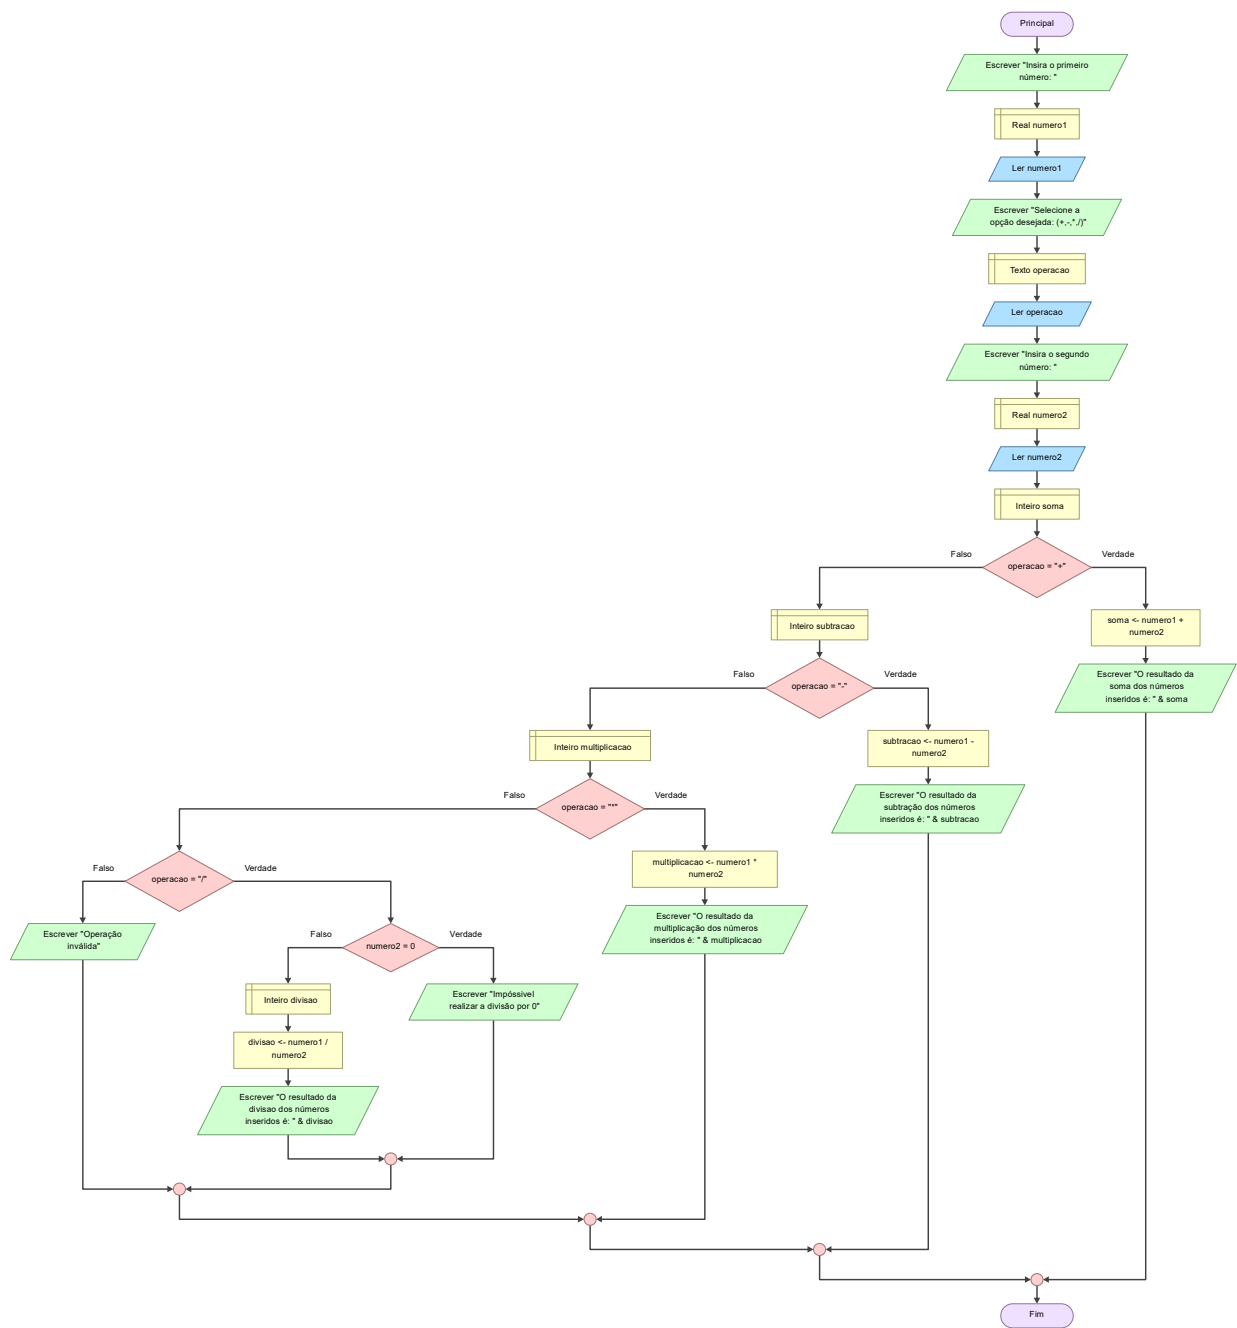 Principal
Escrever "Insira o primeiro
número: "
Real numero1
Ler numero1
Escrever "Selecione a
opção desejada: (+,-,*,/)"
Texto operacao
Ler operacao
Escrever "Insira o segundo
número: "
Real numero2
Ler numero2
Inteiro soma
Falso
Verdade
operacao = "+"
Inteiro subtracao
soma <- numero1 +
numero2
Falso
Verdade
operacao = "-"
Escrever "O resultado da
soma dos números
inseridos é: " & soma
Inteiro multiplicacao
subtracao <- numero1 -
numero2
Falso
Verdade
operacao = "*"
Escrever "O resultado da
subtração dos números
inseridos é: " & subtracao
Falso
Verdade
operacao = "/"
multiplicacao <- numero1 *
numero2
Escrever "Operação
inválida"
Falso
Verdade
numero2 = 0
Escrever "O resultado da
multiplicação dos números
inseridos é: " & multiplicacao
Inteiro divisao
Escrever "Impóssivel
realizar a divisão por 0"
divisao <- numero1 /
numero2
Escrever "O resultado da
divisao dos números
inseridos é: " & divisao
Fim